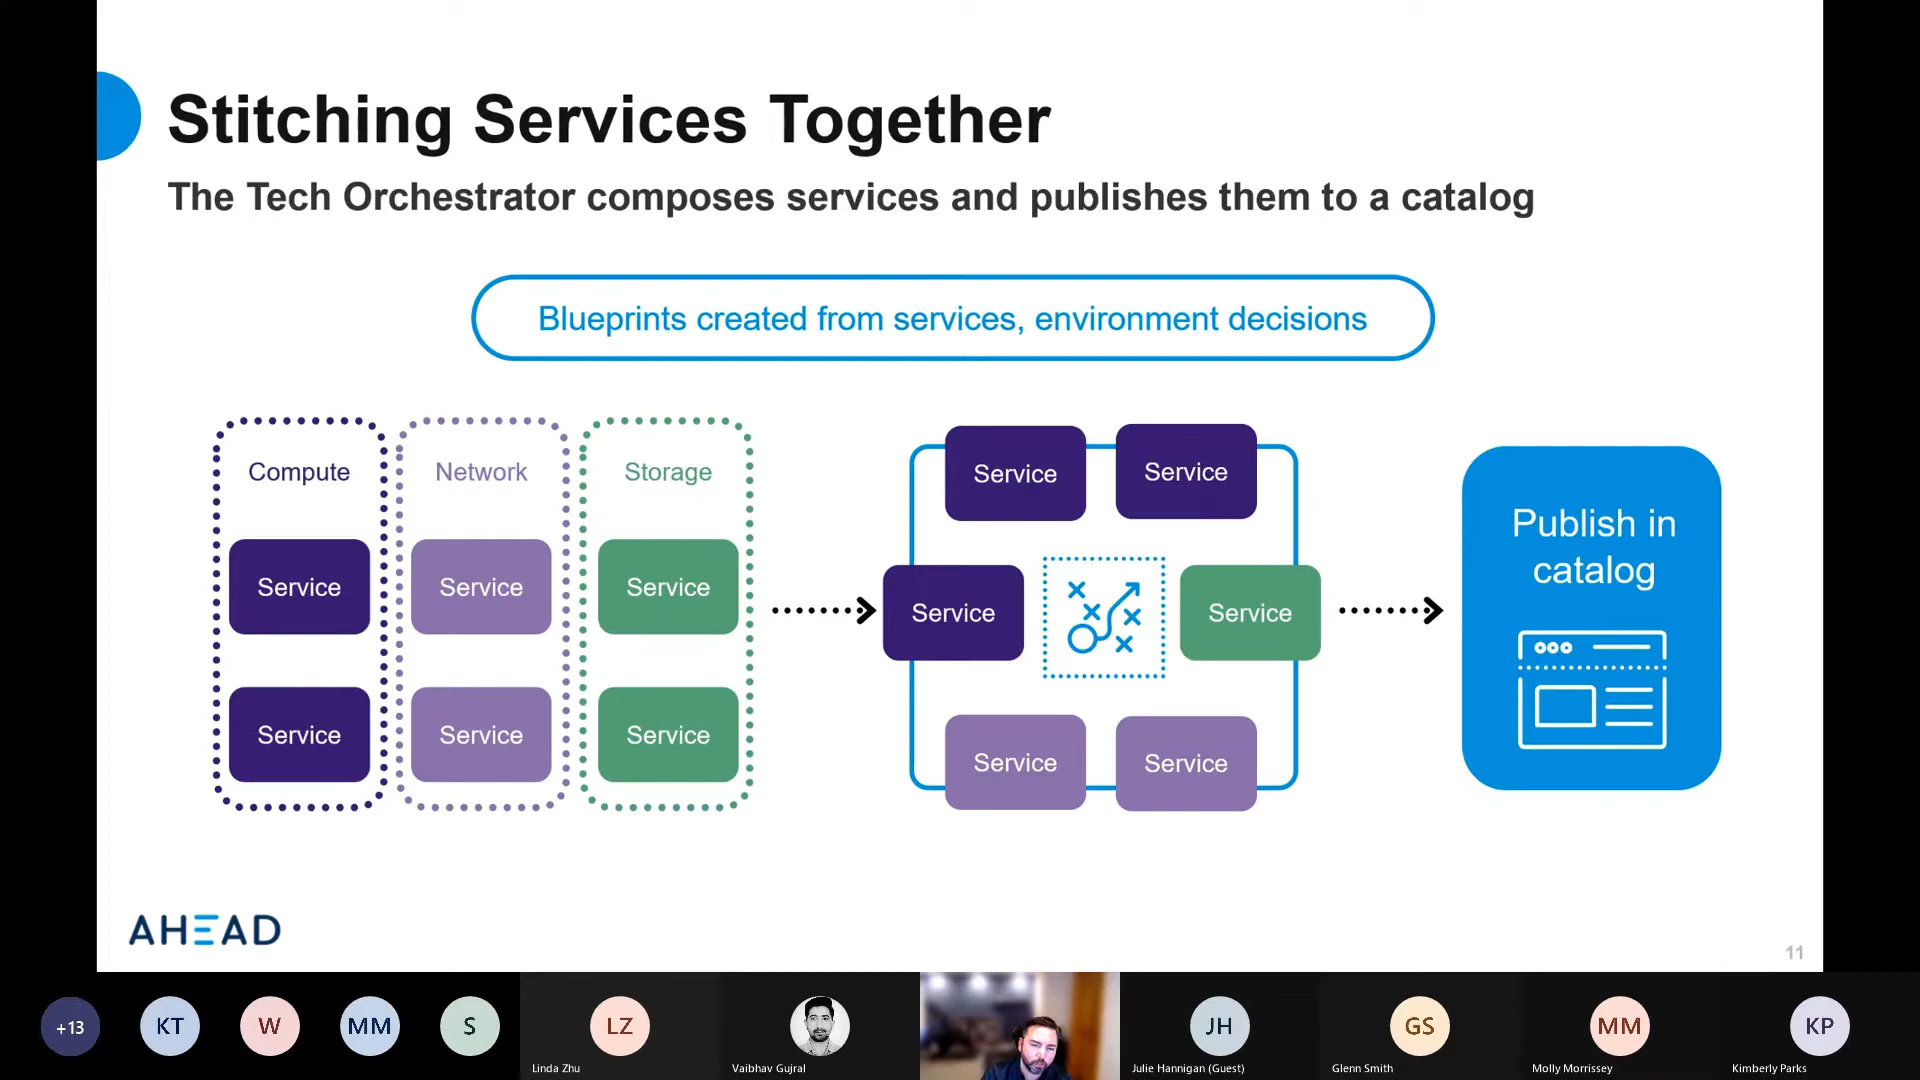 Stitching Services Together
The Tech Orchestrator composes services and publishes them to a catalog
Blueprints created from services, environment decisions
Compute
Network
Storage
Service
Service
Service
Service
Service
Service
Service
Service
Service
Service
Service
Service
Publish in
catalog
AHEAD
11
+13
KT
W
MM
S
LZ
Linda Zhu
Vaibhav Gujral
JH
Julie Hannigan (Guest)
GS
Glenn Smith
MM
Molly Morrissey
KP
Kimberly Parks